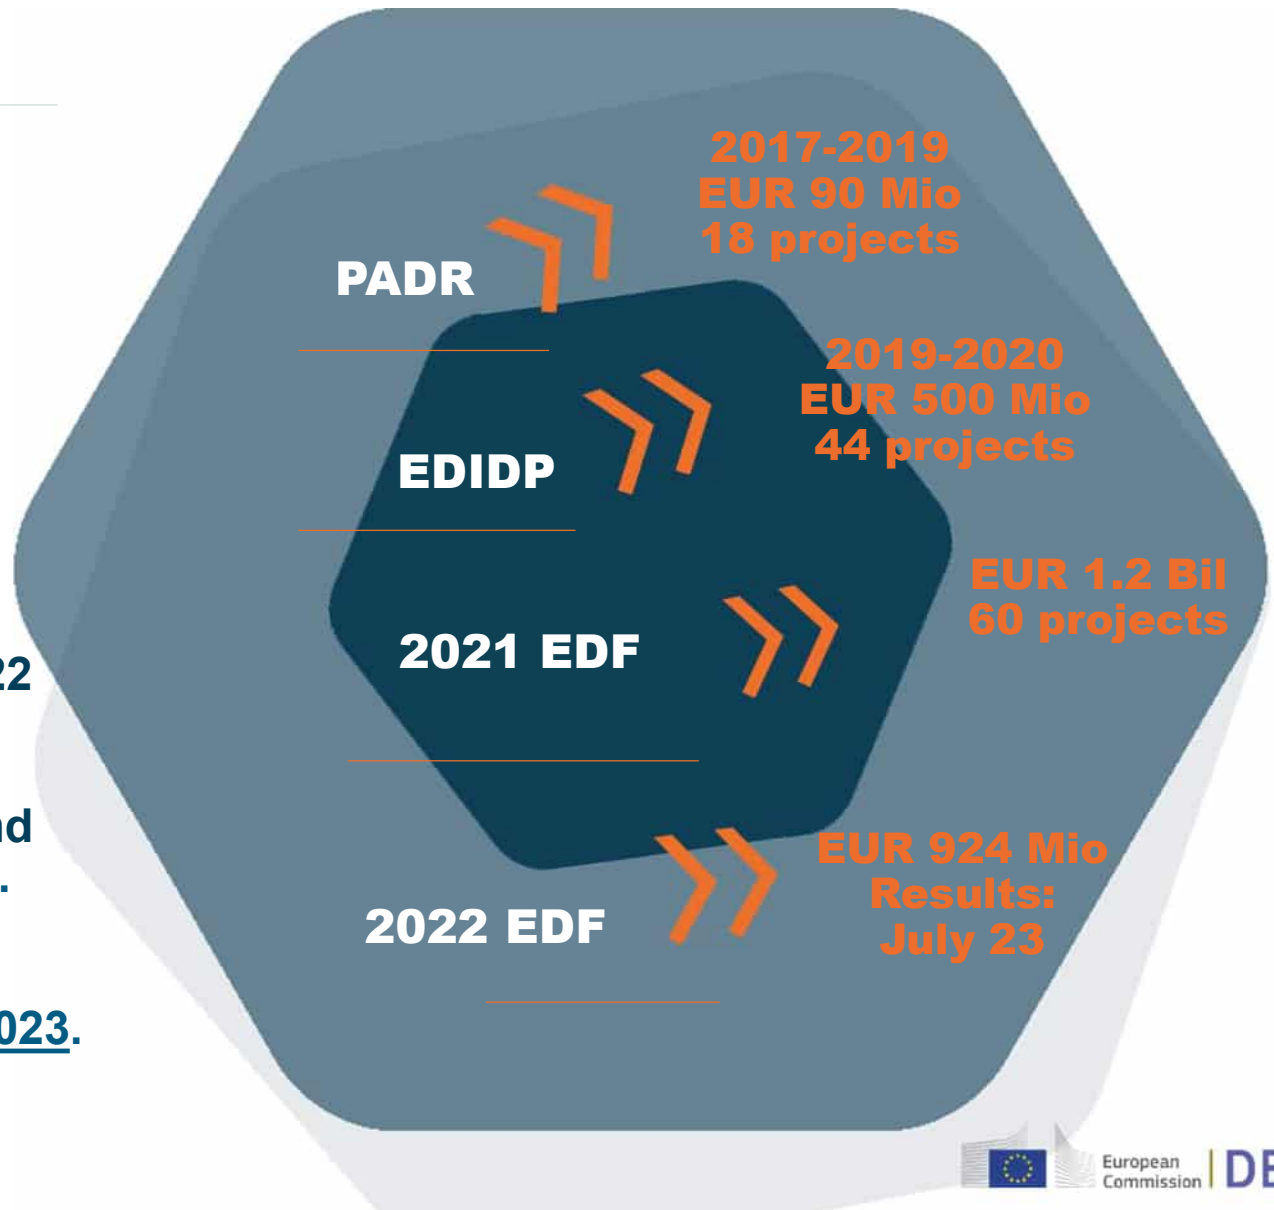 2017-2019
EUR 90 Mio
18 projects
PADR
2019-2020
EUR 500 Mio
44 projects
EDIDP
EUR 1.2 Bil
60 projects
2021 EDF
22
nd
.
EUR 924 Mio
Results:
July 23
2022 EDF
023.
European
Commission
DE